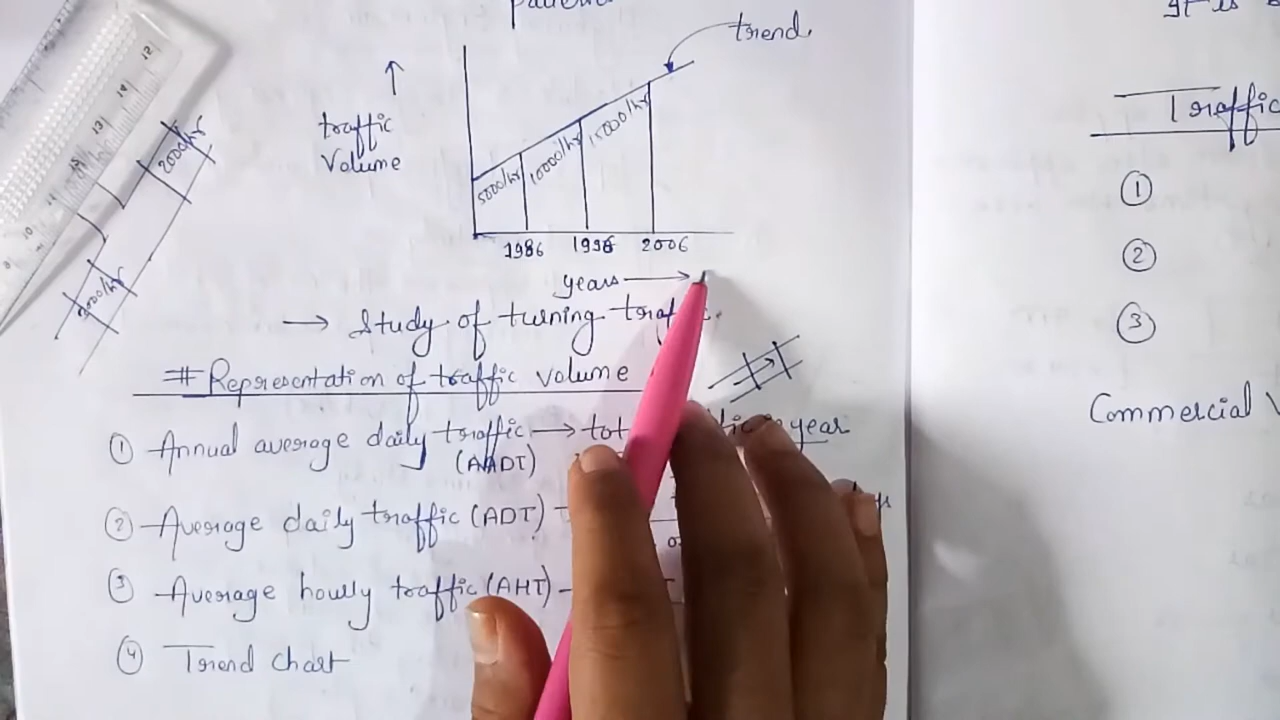 trend
traffic
Volume
5000/hr 10000/hr 15000/hr
1986 1996 2006
years
2000/hr
→ Study of turning
# Representation of traffic volume
① Annual average daily traffic → year
(AADT)
② Average daily traffic (ADT)
③ Average hourly traffic (AHT)
④ Trend chart
Traffic
①
②
③
Commercial